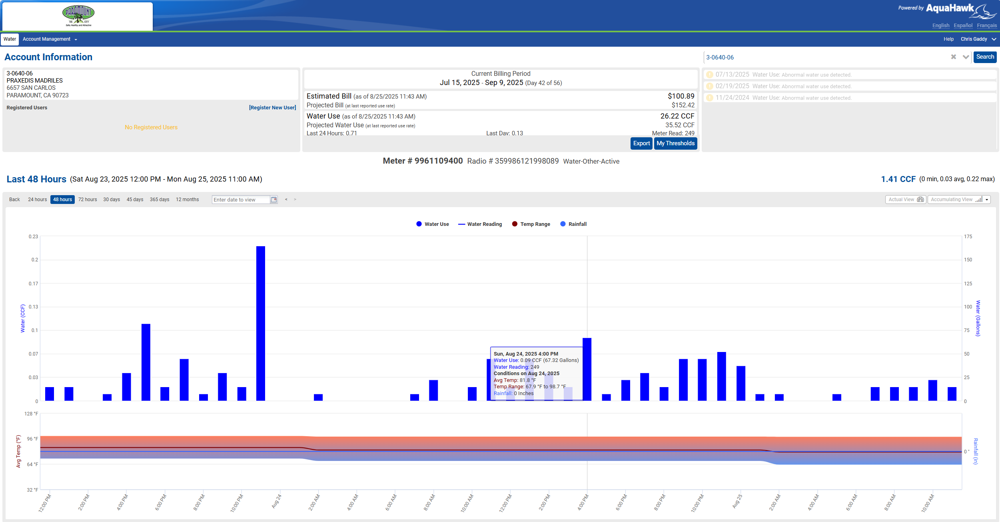 PARAMOUNT
THE CITY
Safe, Healthy, and Attractive
Powered by AquaHawk
English Español Français
Water Account Management
Help Chris Gaddy
Account Information
3-0640-06
Search
3-0640-06
PRAXEDIS MADRILES
6657 SAN CARLOS
PARAMOUNT, CA 90723
Registered Users [Register New User]
No Registered Users
Current Billing Period
Jul 15, 2025 - Sep 9, 2025 (Day 42 of 56)
Estimated Bill (as of 8/25/2025 11:43 AM) $100.89
Projected Bill (at last reported use rate) $152.42
Water Use (as of 8/25/2025 11:43 AM) 26.22 CCF
Projected Water Use (at last reported use rate) 35.52 CCF
Last 24 Hours: 0.71 Last Day: 0.13 Meter Read: 249
Export My Thresholds
07/13/2025 Water Use: Abnormal water use detected.
02/19/2025 Water Use: Abnormal water use detected.
11/24/2024 Water Use: Abnormal water use detected.
Meter # 9961109400 Radio # 359986121998089 Water-Other-Active
Last 48 Hours (Sat Aug 23, 2025 12:00 PM - Mon Aug 25, 2025 11:00 AM)
1.41 CCF (0 min, 0.03 avg, 0.22 max)
Back 24 hours 48 hours 72 hours 30 days 45 days 365 days 12 months Enter date to view < >
Actual View Accumulating View
Water Use Water Reading Temp Range Rainfall
0.23
0.2
0.17
0.13
0.1
0.07
0.03
0
Water (CCF)
175
150
125
100
75
50
25
0
Water (Gallons)
Sun, Aug 24, 2025 4:00 PM
Water Use: 0.09 CCF (67.32 Gallons)
Water Reading: 249
Conditions on Aug 24, 2025
Avg Temp: 81.8 °F
Temp Range: 67.9 °F to 98.7 °F
Rainfall: 0 Inches
128 °F
96 °F
64 °F
32 °F
Avg Temp (°F)
0 "
Rainfall (in)
12:00 PM 2:00 PM 4:00 PM 6:00 PM 8:00 PM 10:00 PM Aug 24 2:00 AM 4:00 AM 6:00 AM 8:00 AM 10:00 AM 12:00 PM 2:00 PM 4:00 PM 6:00 PM 8:00 PM 10:00 PM Aug 25 2:00 AM 4:00 AM 6:00 AM 8:00 AM 10:00 AM